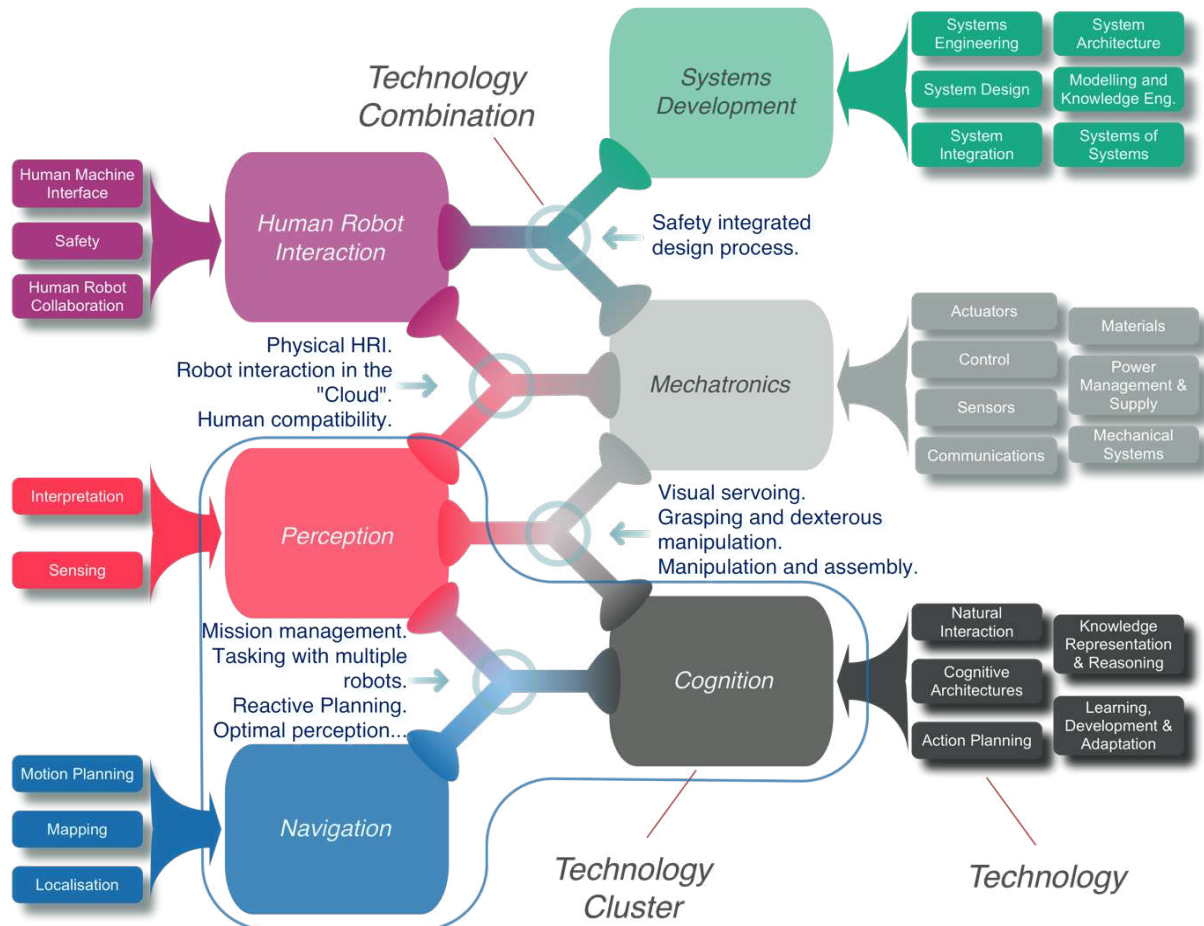 Systems
Engineering
System
Architecture
System Design
Modelling and
Knowledge Eng.
System
Integration
Systems of
Systems
Systems
Development
Technology
Combination
Human Machine
Interface
Safety
Human Robot
Collaboration
Human Robot
Interaction
Safety integrated
design process.
Physical HRI.
Robot interaction in the
"Cloud".
Human compatibility.
Mechatronics
Actuators
Materials
Control
Power
Management &
Supply
Sensors
Communications
Mechanical
Systems
Interpretation
Sensing
Perception
Visual servoing.
Grasping and dexterous
manipulation.
Manipulation and assembly.
Mission management.
Tasking with multiple
robots.
Reactive Planning.
Optimal perception...
Cognition
Natural
Interaction
Knowledge
Representation
& Reasoning
Cognitive
Architectures
Learning,
Development &
Adaptation
Action Planning
Motion Planning
Mapping
Localisation
Navigation
Technology
Cluster
Technology